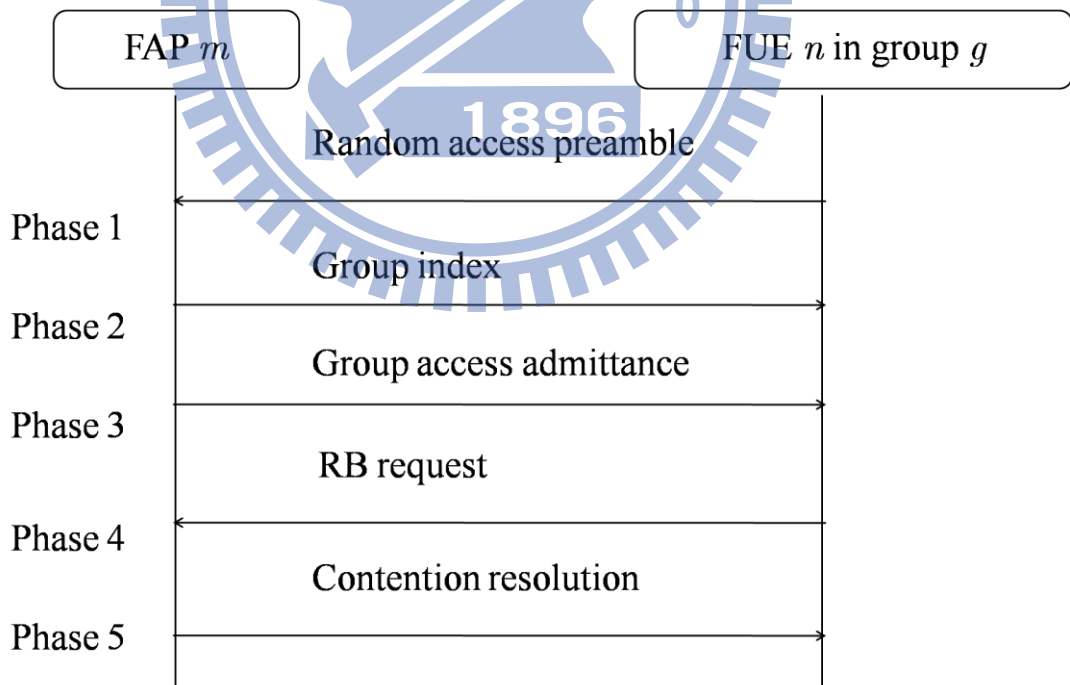 FAP m
FUE n in group g
1896
Random access preamble
Phase 1
Group index
Phase 2
Group access admittance
Phase 3
RB request
Phase 4
Contention resolution
Phase 5